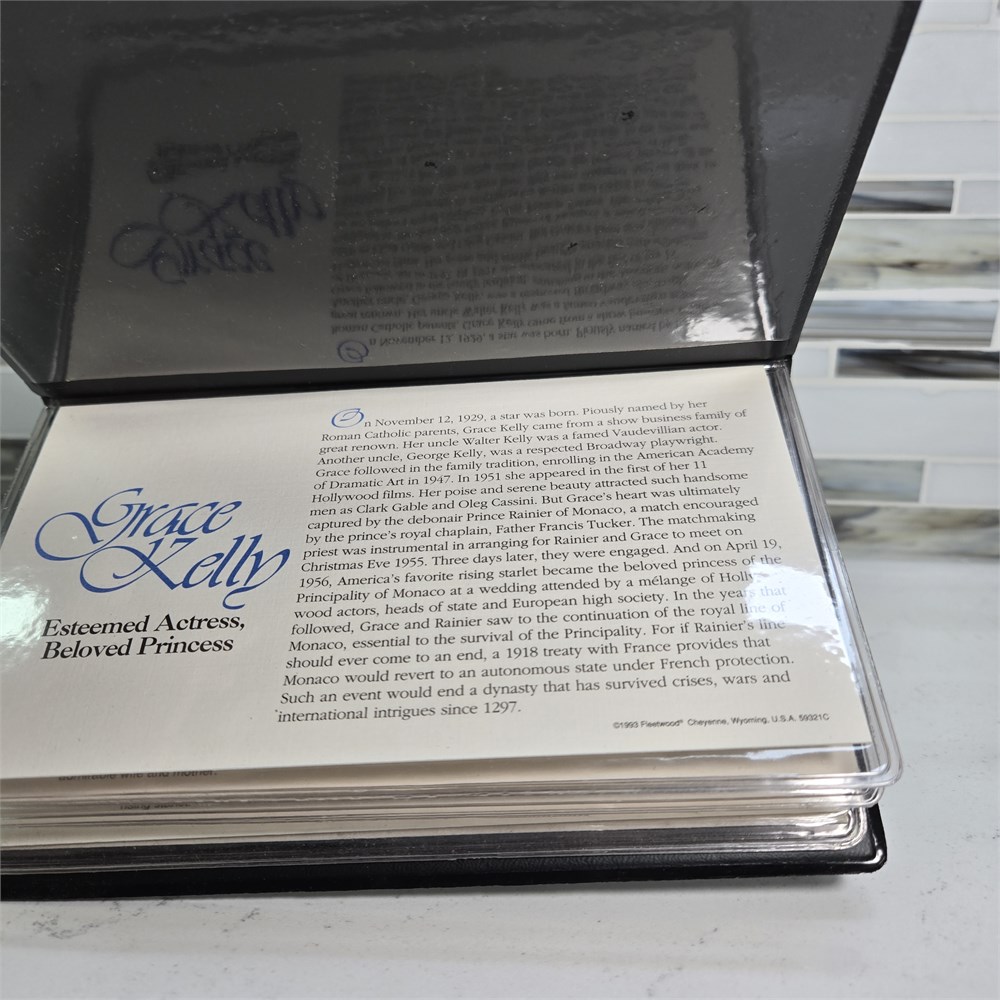 Grace
Kelly
Esteemed Actress,
Beloved Princess
On November 12, 1929, a star was born. Piously named by her
Roman Catholic parents, Grace Kelly came from a show business family of
great renown. Her uncle Walter Kelly was a famed Vaudevillian actor.
Another uncle, George Kelly, was a respected Broadway playwright.
Grace followed in the family tradition, enrolling in the American Academy
of Dramatic Art in 1947. In 1951 she appeared in the first of her 11
Hollywood films. Her poise and serene beauty attracted such handsome
men as Clark Gable and Oleg Cassini. But Grace's heart was ultimately
captured by the debonair Prince Rainier of Monaco, a match encouraged
by the prince's royal chaplain, Father Francis Tucker. The matchmaking
priest was instrumental in arranging for Rainier and Grace to meet on
Christmas Eve 1955. Three days later, they were engaged. And on April 19,
1956, America's favorite rising starlet became the beloved princess of the
Principality of Monaco at a wedding attended by a mélange of Holly-
wood actors, heads of state and European high society. In the years that
followed, Grace and Rainier saw to the continuation of the royal line of
Monaco, essential to the survival of the Principality. For if Rainier's line
should ever come to an end, a 1918 treaty with France provides that
Monaco would revert to an autonomous state under French protection.
Such an event would end a dynasty that has survived crises, wars and
international intrigues since 1297.
©1993 Fleetwood® Cheyenne, Wyoming, U.S.A. 59321C
wife and mother.